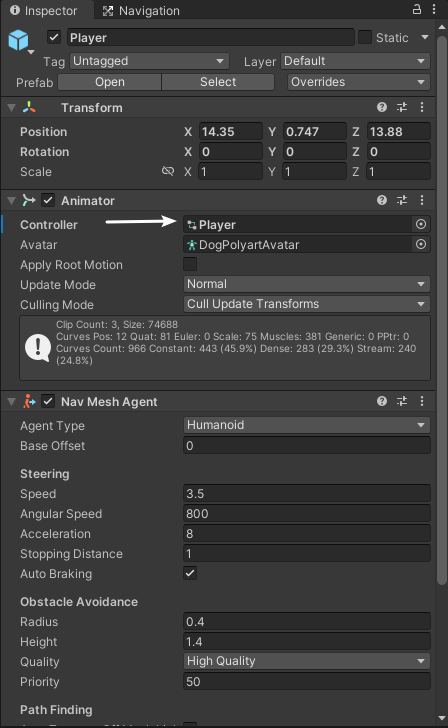 Inspector Navigation
Player Static
Tag Untagged Layer Default
Prefab Open Select Overrides
Transform
Position X 14.35 Y 0.747 Z 13.88
Rotation X 0 Y 0 Z 0
Scale X 1 Y 1 Z 1
Animator
Controller Player
Avatar DogPolyartAvatar
Apply Root Motion
Update Mode Normal
Culling Mode Cull Update Transforms
Clip Count: 3, Size: 74688
Curves Pos: 12 Quat: 81 Euler: 0 Scale: 75 Muscles: 381 Generic: 0 PPtr: 0
Curves Count: 966 Constant: 443 (45.9%) Dense: 283 (29.3%) Stream: 240
(24.8%)
Nav Mesh Agent
Agent Type Humanoid
Base Offset 0
Steering
Speed 3.5
Angular Speed 800
Acceleration 8
Stopping Distance 1
Auto Braking
Obstacle Avoidance
Radius 0.4
Height 1.4
Quality High Quality
Priority 50
Path Finding